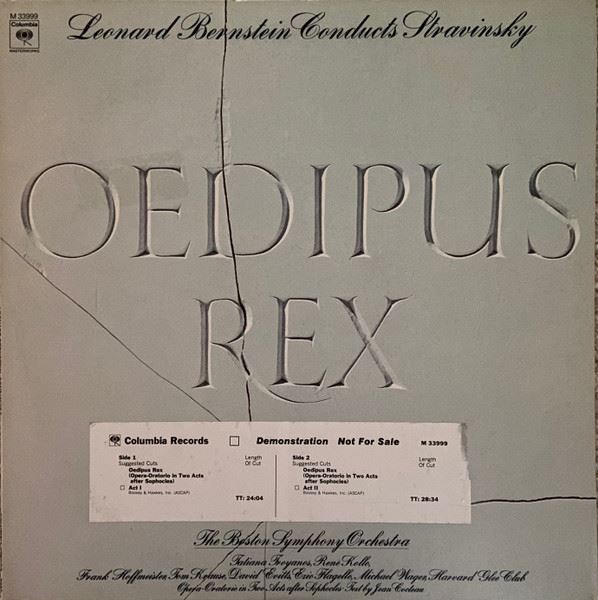 M 33999
Columbia
MASTERWORKS
Leonard Bernstein Conducts Stravinsky
OEDIPUS
REX
Columbia Records Demonstration Not For Sale M 33999
Side 1
Suggested Cuts
Length
Of Cut
Oedipus Rex
(Opera-Oratorio in Two Acts
after Sophocles)
Act I
Boosey & Hawkes, Inc. (ASCAP)
TT: 24:04
Side 2
Suggested Cuts
Length
Of Cut
Oedipus Rex
(Opera-Oratorio in Two Acts
after Sophocles)
Act II
Boosey & Hawkes, Inc. (ASCAP)
TT: 28:34
The Boston Symphony Orchestra
Tatiana Troyanos, René Kollo,
Frank Hoffmeister, Tom Krause, David Evitts, Ezio Flagello, Michael Wager, Harvard Glee Club
Opera-Oratorio in Two Acts after Sophocles · Text by Jean Cocteau